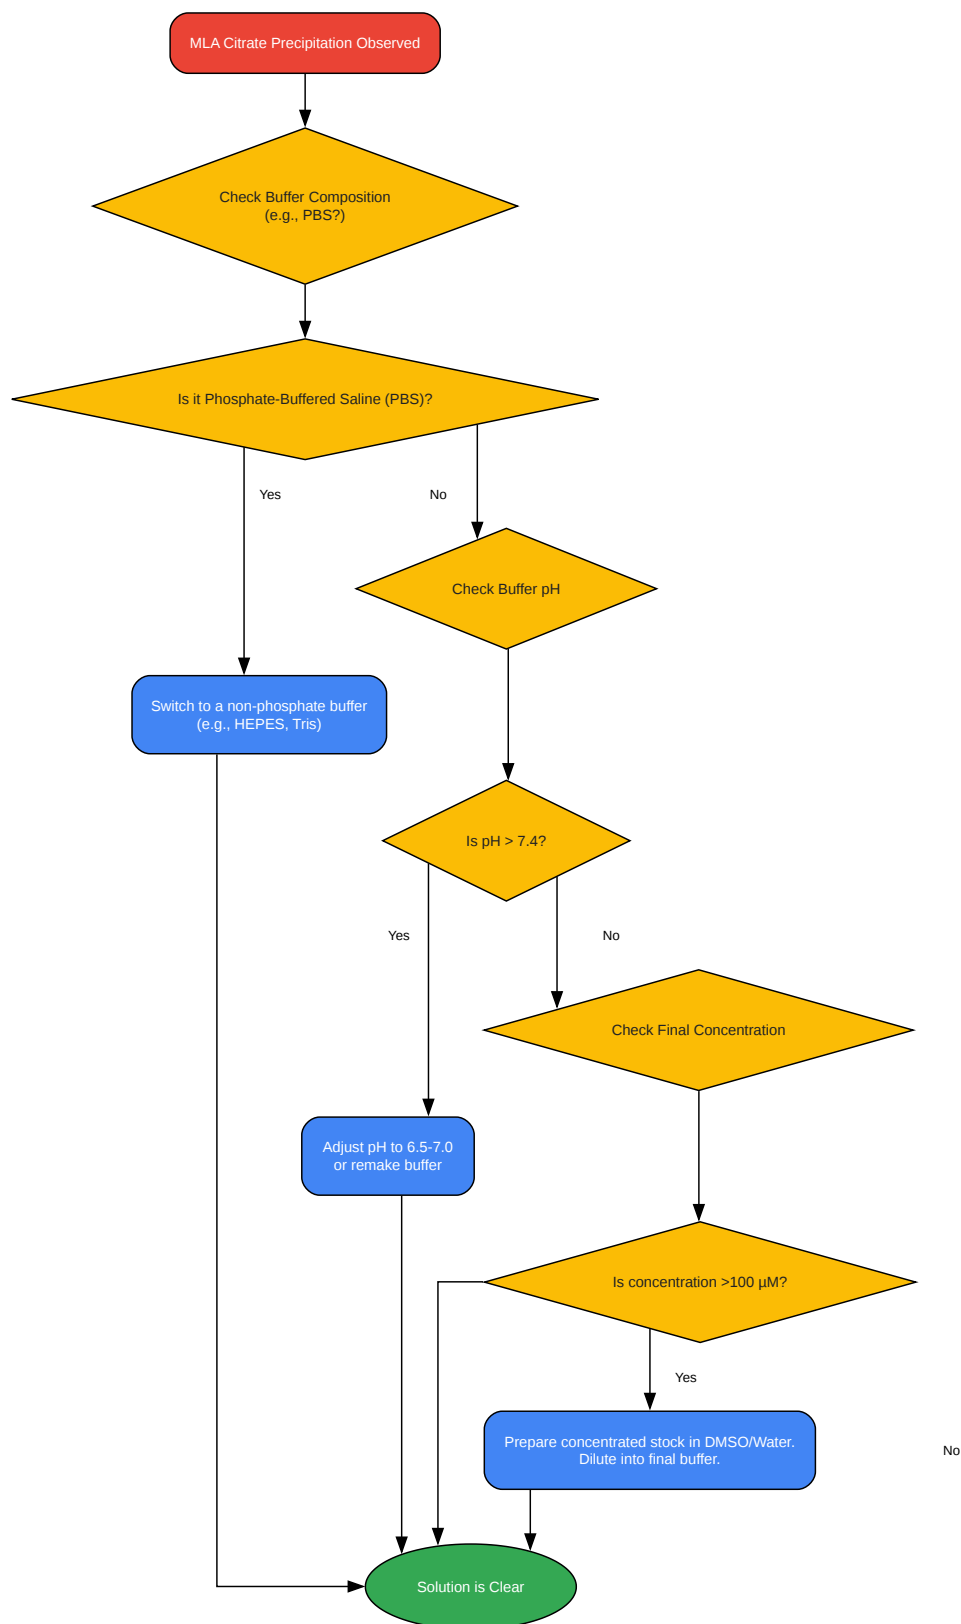 MLA Citrate Precipitation Observed
Check Buffer Composition
(e.g., PBS?)
Is it Phosphate-Buffered Saline (PBS)?
Yes
No
Check Buffer pH
Switch to a non-phosphate buffer
(e.g., HEPES, Tris)
Is pH > 7.4?
Yes
No
Check Final Concentration
Adjust pH to 6.5-7.0
or remake buffer
Is concentration >100 µM?
Yes
Prepare concentrated stock in DMSO/Water.
Dilute into final buffer.
No
Solution is Clear